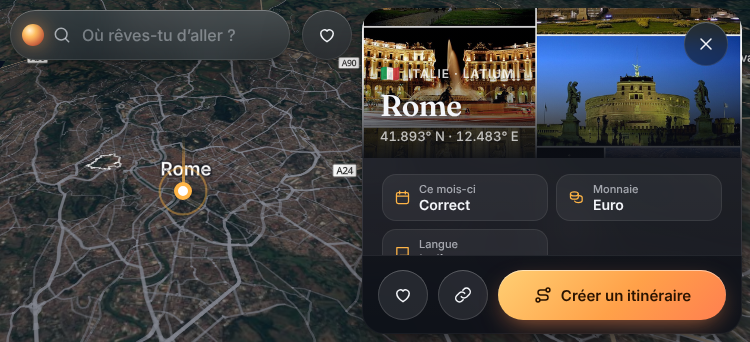 Où rêves-tu d'aller ?
A90
Rome
A24
ITALIE · LATIUM
Rome
41.893° N · 12.483° E
Ce mois-ci
Correct
Monnaie
Euro
Langue
Créer un itinéraire